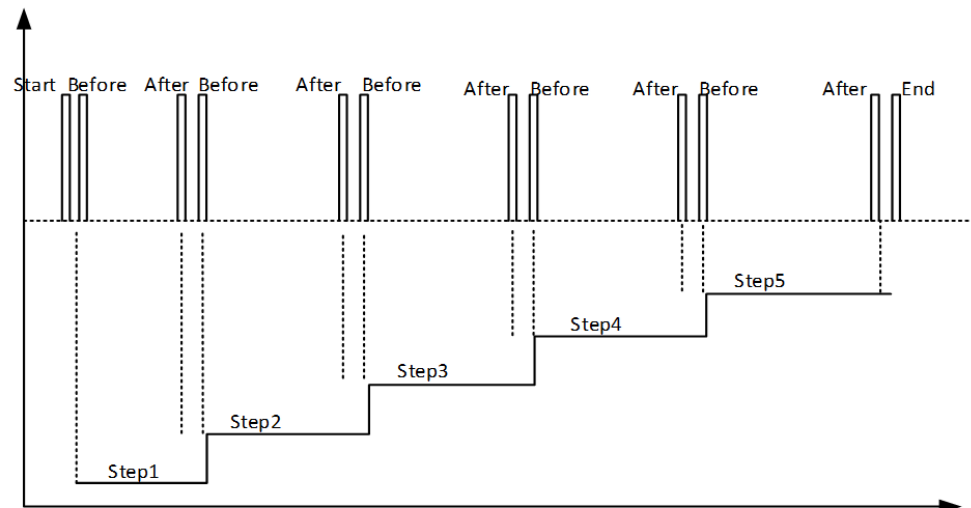 Start Before After Before After Before After Before After Before After End
Step5
Step4
Step3
Step2
Step1